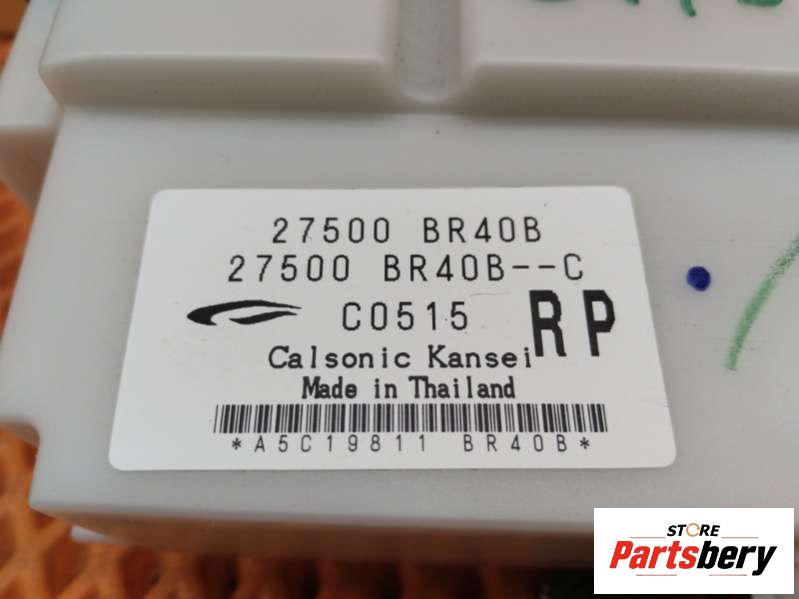 27500 BR40B
27500 BR40B--C
C0515 RP
Calsonic Kansei
Made in Thailand
*A5C19811 BR40B*
STORE
Partsbery